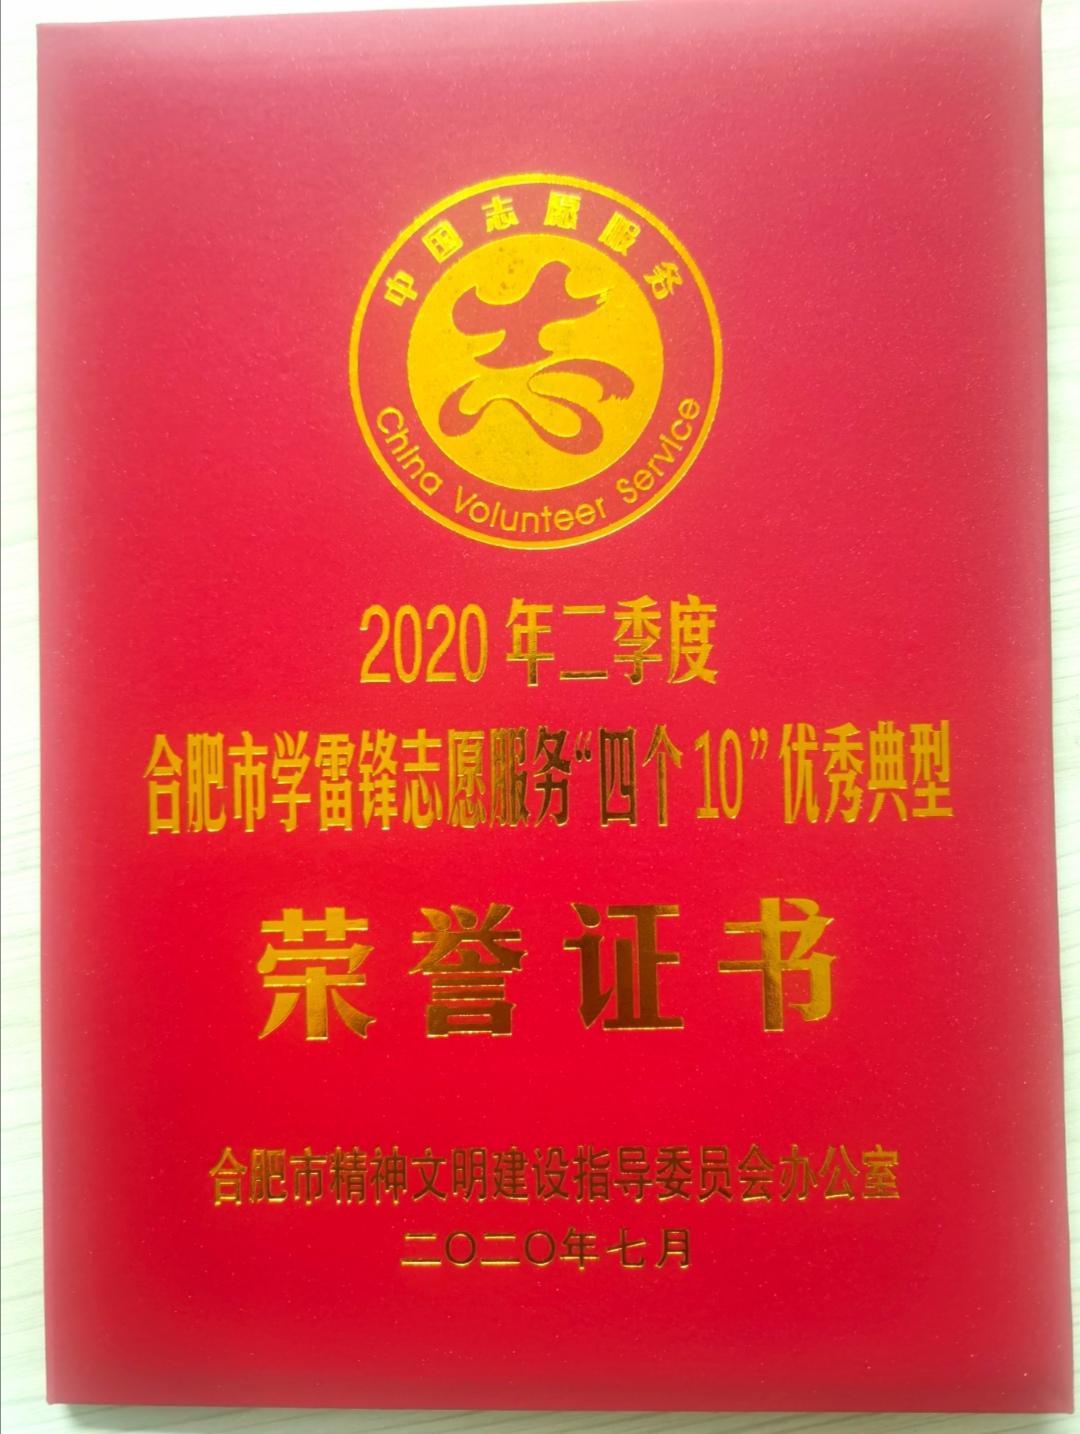 中国志愿服务
志
China Volunteer Service
2020年二季度
合肥市学雷锋志愿服务“四个10”优秀典型
荣誉证书
合肥市精神文明建设指导委员会办公室
二〇二〇年七月